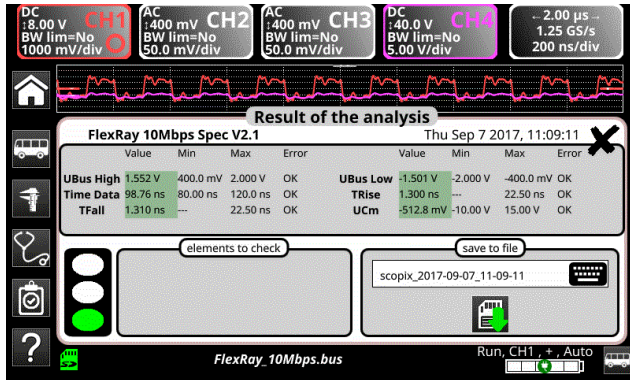 DC
↕8.00 V CH1
BW lim=No
1000 mV/div
AC
↕400 mV CH2
BW lim=No
50.0 mV/div
AC
↕400 mV CH3
BW lim=No
50.0 mV/div
DC
↕40.0 V CH4
BW lim=No
5.00 V/div
←2.00 µs→
1.25 GS/s
200 ns/div
Result of the analysis
FlexRay 10Mbps Spec V2.1 Thu Sep 7 2017, 11:09:11
Value Min Max Error Value Min Max Error
UBus High 1.552 V 400.0 mV 2.000 V OK UBus Low -1.501 V -2.000 V -400.0 mV OK
Time Data 98.76 ns 80.00 ns 120.0 ns OK TRise 1.300 ns --- 22.50 ns OK
TFall 1.310 ns --- 22.50 ns OK UCm -512.8 mV -10.00 V 15.00 V OK
elements to check
save to file
scopix_2017-09-07_11-09-11
?
FlexRay_10Mbps.bus
Run, CH1 , + , Auto